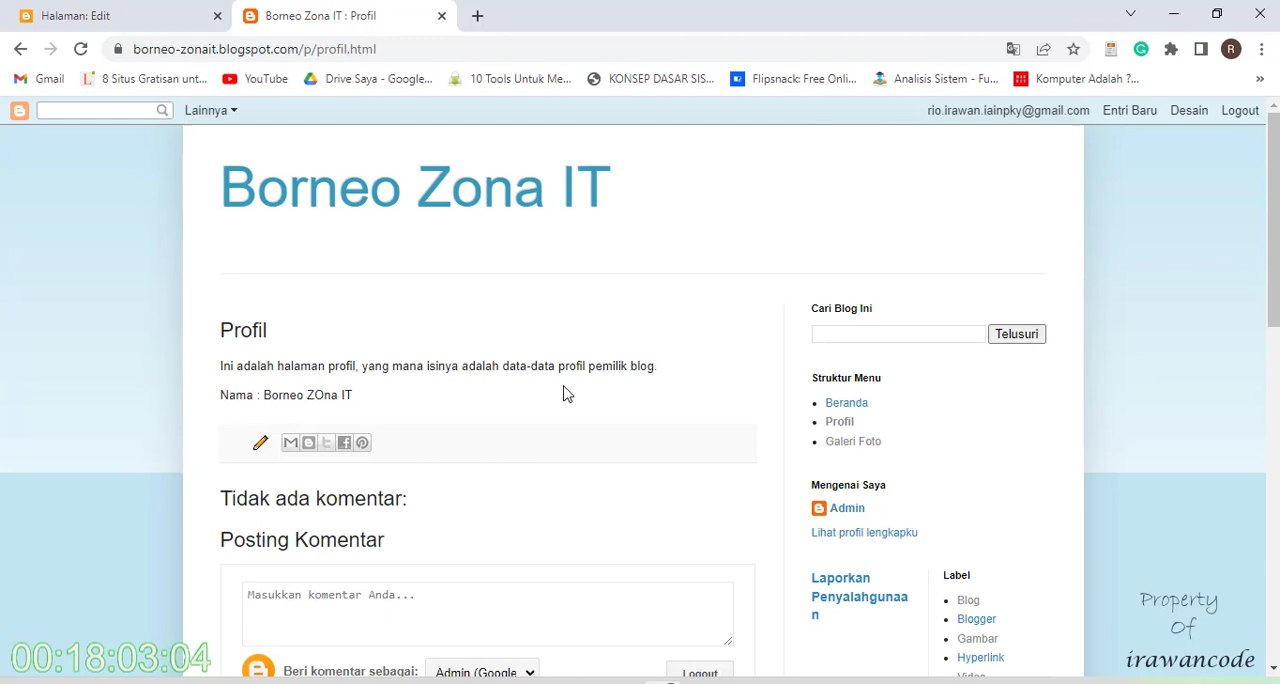 Halaman: Edit
Borneo Zona IT : Profil
borneo-zonait.blogspot.com/p/profil.html
R
Gmail
8 Situs Gratisan unt...
YouTube
Drive Saya - Google...
10 Tools Untuk Me...
KONSEP DASAR SIS...
Flipsnack: Free Onli...
Analisis Sistem - Fu...
Komputer Adalah ?...
»
Lainnya
rio.irawan.iainpky@gmail.com
Entri Baru
Desain
Logout
Borneo Zona IT
Profil
Ini adalah halaman profil, yang mana isinya adalah data-data profil pemilik blog.
Nama : Borneo ZOna IT
Tidak ada komentar:
Posting Komentar
Masukkan komentar Anda...
Beri komentar sebagai:
Admin (Google
Logout
Cari Blog Ini
Telusuri
Struktur Menu
Beranda
Profil
Galeri Foto
Mengenai Saya
Admin
Lihat profil lengkapku
Laporkan
Penyalahgunaa
n
Label
Blog
Blogger
Gambar
Hyperlink
Video
00:18:03:04
Property
Of
irawancode